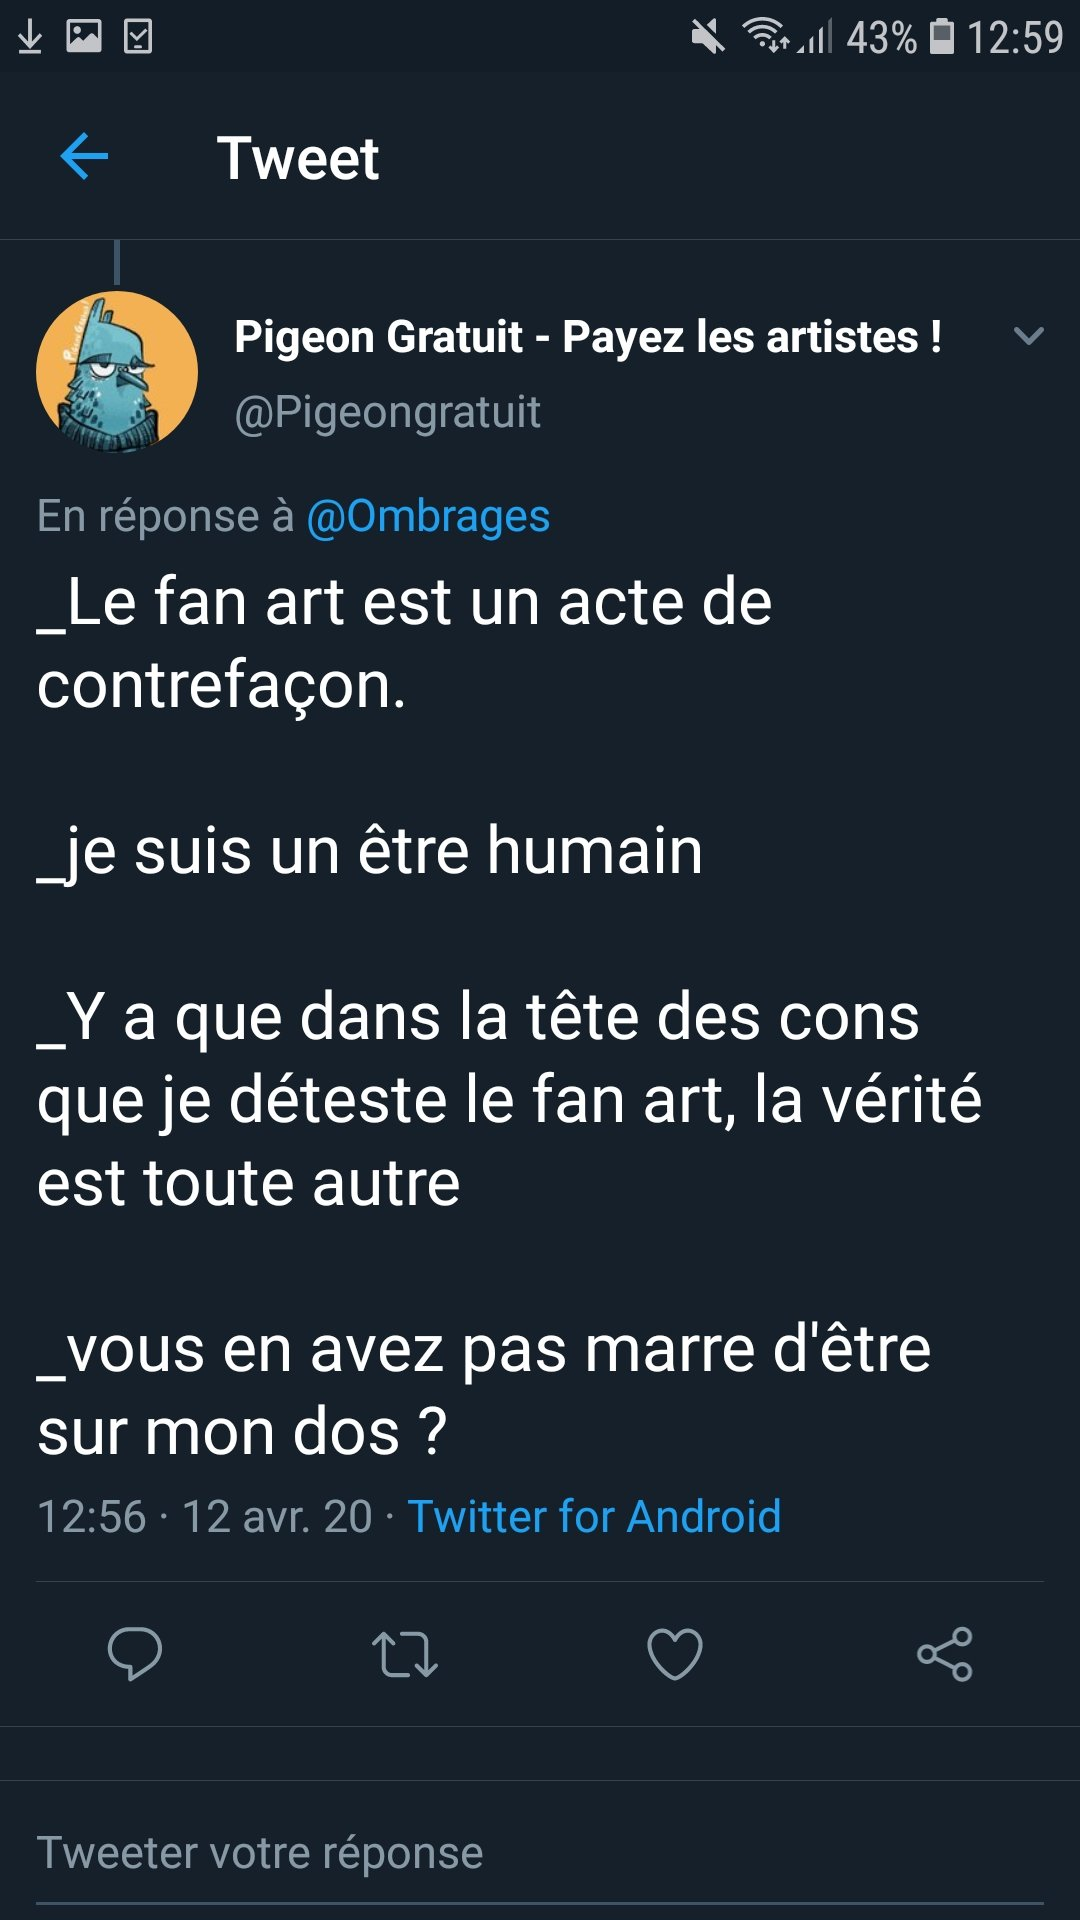 43% 12:59
Tweet
Pigeon Gratuit - Payez les artistes !
@Pigeongratuit
En réponse à @Ombrages
_Le fan art est un acte de
contrefaçon.
_je suis un être humain
_Y a que dans la tête des cons
que je déteste le fan art, la vérité
est toute autre
_vous en avez pas marre d'être
sur mon dos ?
12:56 · 12 avr. 20 · Twitter for Android
Tweeter votre réponse